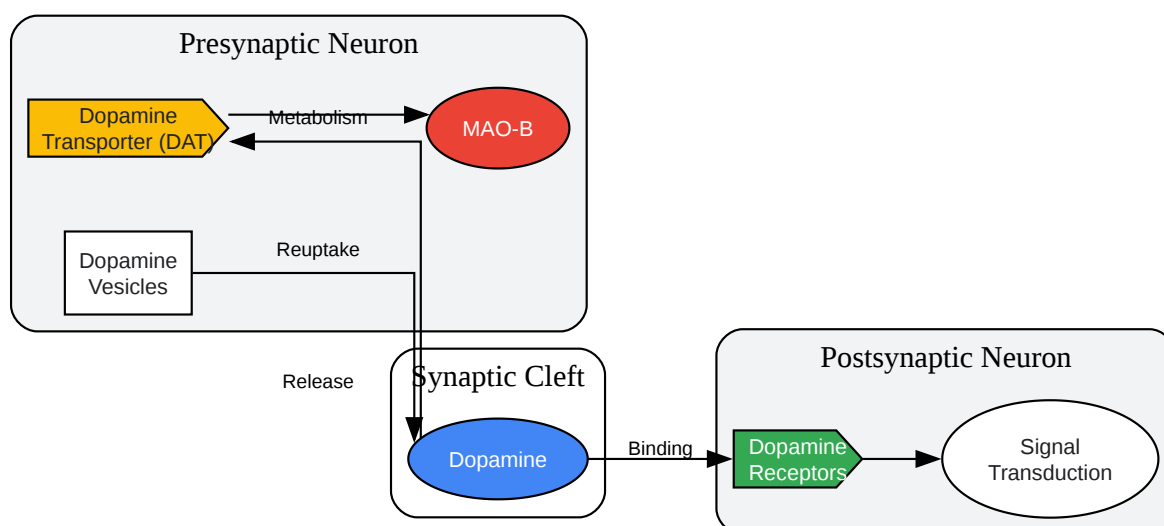 Presynaptic Neuron
Dopamine
Transporter (DAT)
Metabolism
MAO-B
Dopamine
Vesicles
Reuptake
Release
Synaptic Cleft
Dopamine
Binding
Postsynaptic Neuron
Dopamine
Receptors
Signal
Transduction